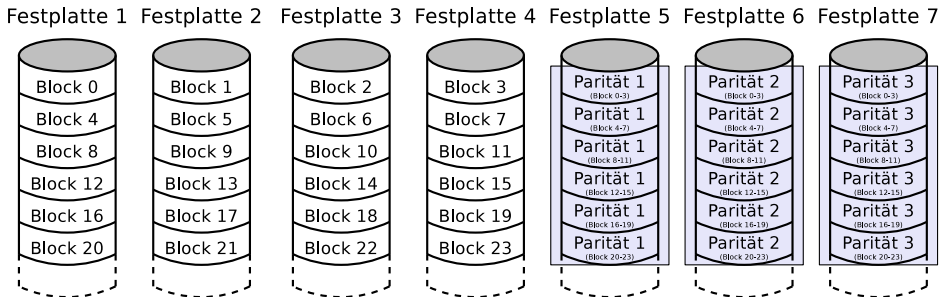 Festplatte 1 Festplatte 2 Festplatte 3 Festplatte 4 Festplatte 5 Festplatte 6 Festplatte 7
Block 0 Block 1 Block 2 Block 3 Parität 1 Parität 2 Parität 3
(Block 0-3) (Block 0-3) (Block 0-3)
Block 4 Block 5 Block 6 Block 7 Parität 1 Parität 2 Parität 3
(Block 4-7) (Block 4-7) (Block 4-7)
Block 8 Block 9 Block 10 Block 11 Parität 1 Parität 2 Parität 3
(Block 8-11) (Block 8-11) (Block 8-11)
Block 12 Block 13 Block 14 Block 15 Parität 1 Parität 2 Parität 3
(Block 12-15) (Block 12-15) (Block 12-15)
Block 16 Block 17 Block 18 Block 19 Parität 1 Parität 2 Parität 3
(Block 16-19) (Block 16-19) (Block 16-19)
Block 20 Block 21 Block 22 Block 23 Parität 1 Parität 2 Parität 3
(Block 20-23) (Block 20-23) (Block 20-23)